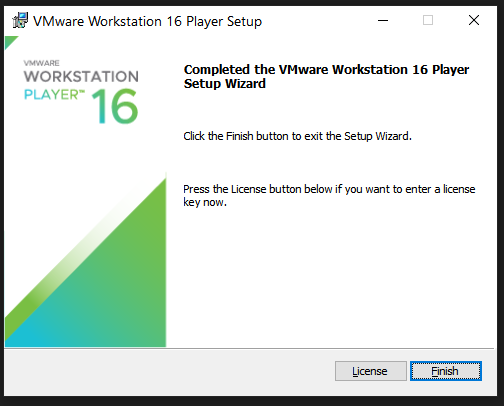 VMware Workstation 16 Player Setup
VMWARE
WORKSTATION
PLAYER™ 16
Completed the VMware Workstation 16 Player
Setup Wizard
Click the Finish button to exit the Setup Wizard.
Press the License button below if you want to enter a license
key now.
License
Finish